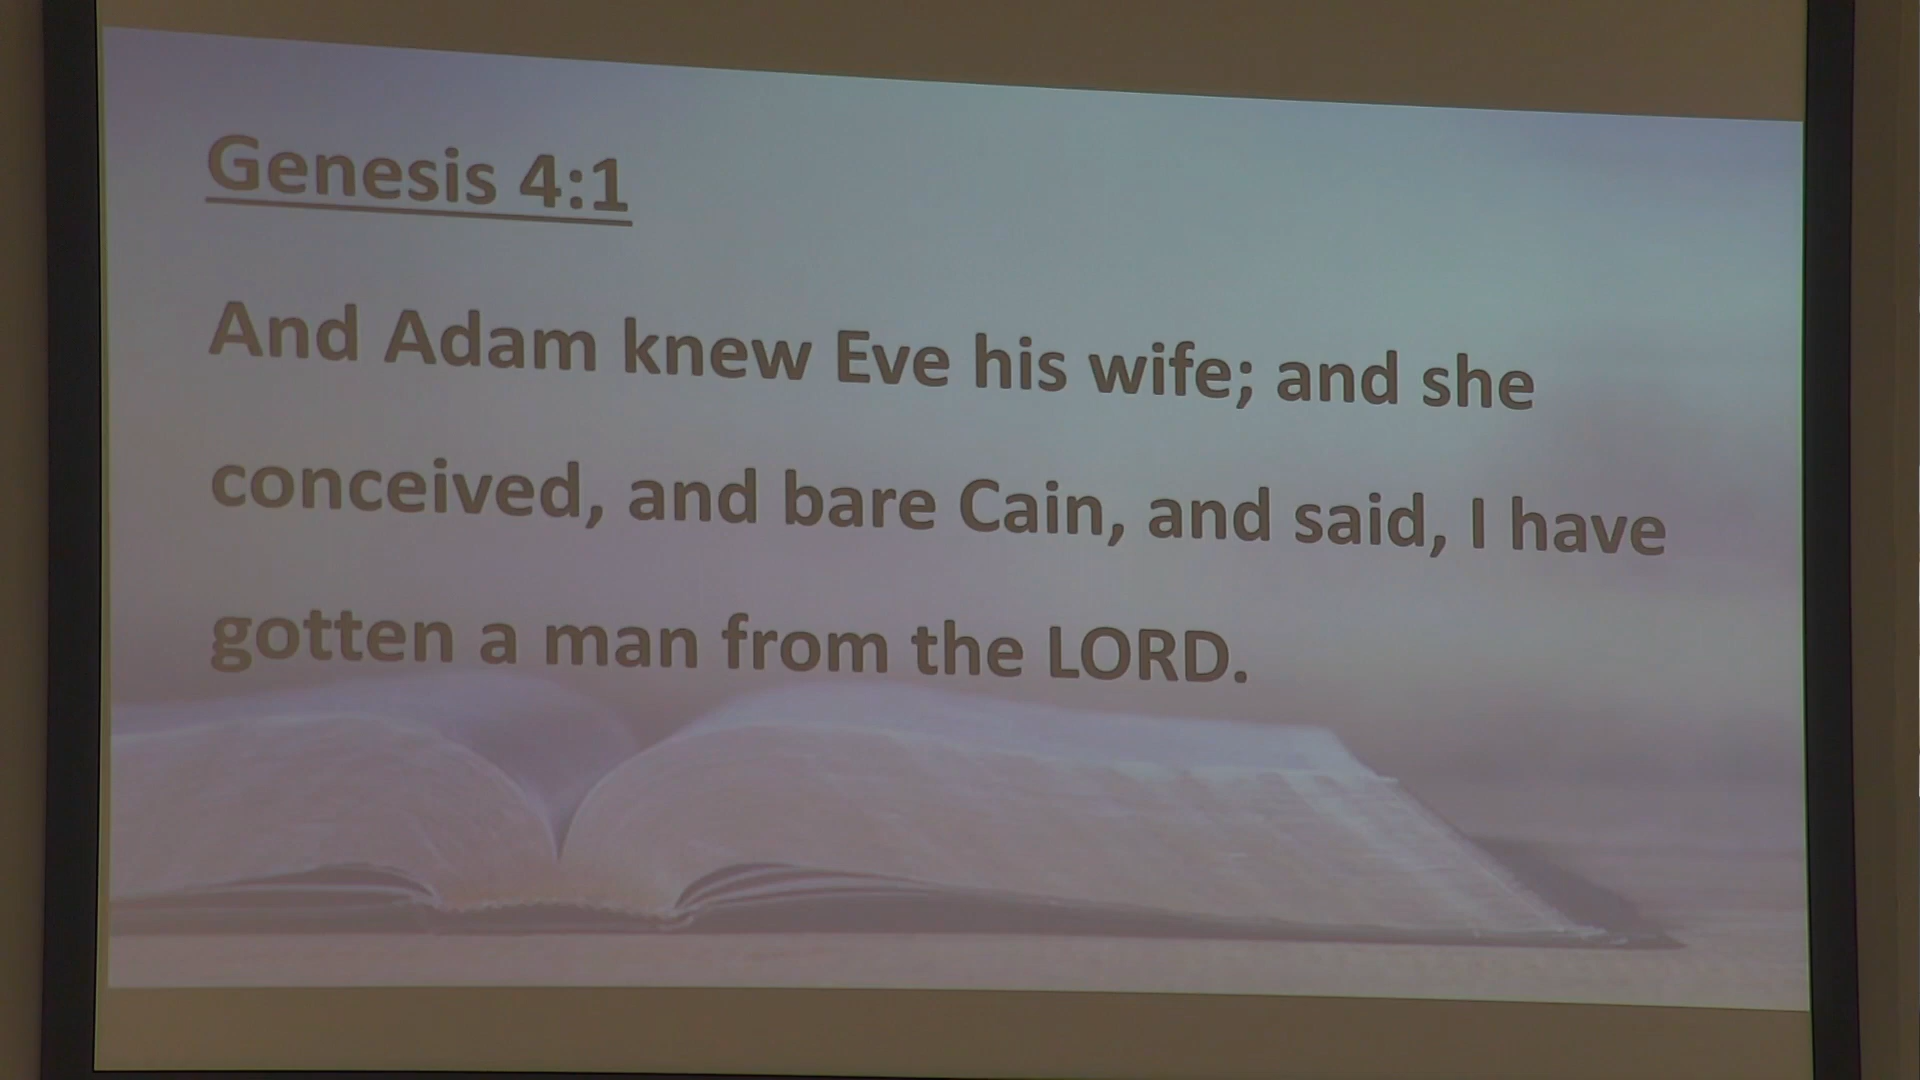 Genesis 4:1
And Adam knew Eve his wife; and she
conceived, and bare Cain, and said, I have
gotten a man from the LORD.